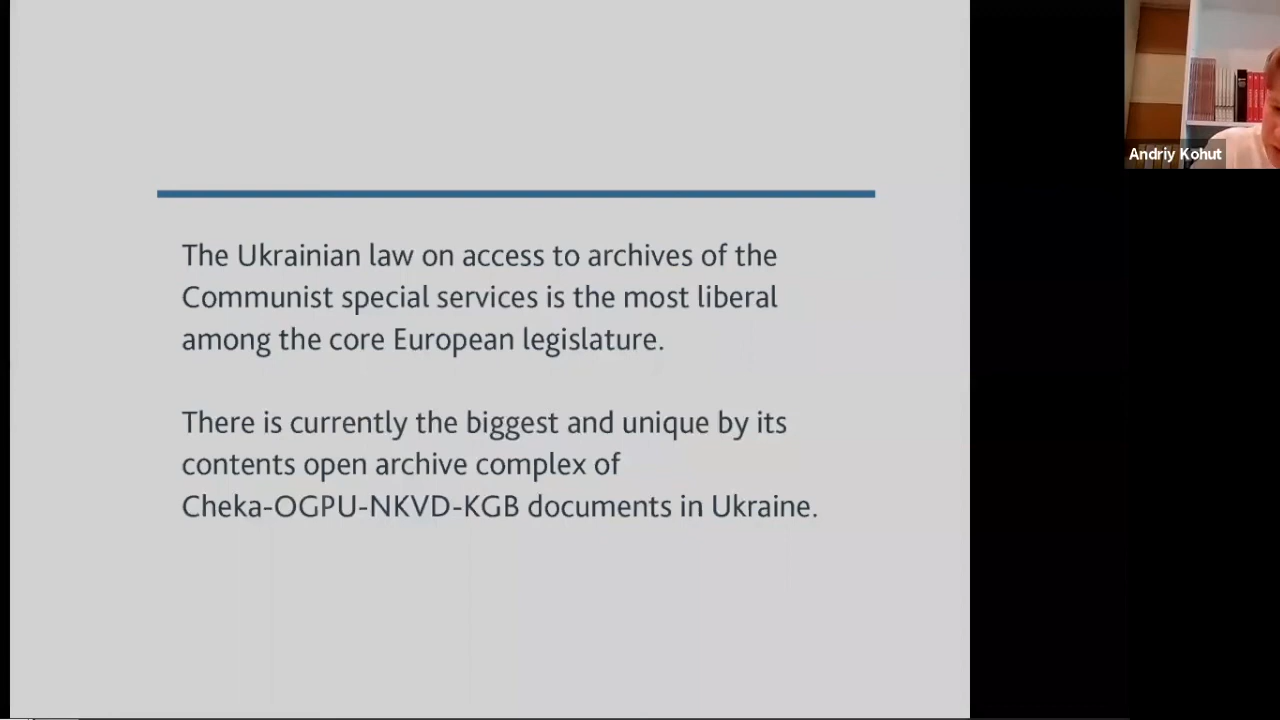 The Ukrainian law on access to archives of the
Communist special services is the most liberal
among the core European legislature.
There is currently the biggest and unique by its
contents open archive complex of
Cheka-OGPU-NKVD-KGB documents in Ukraine.
Andriy Kohut